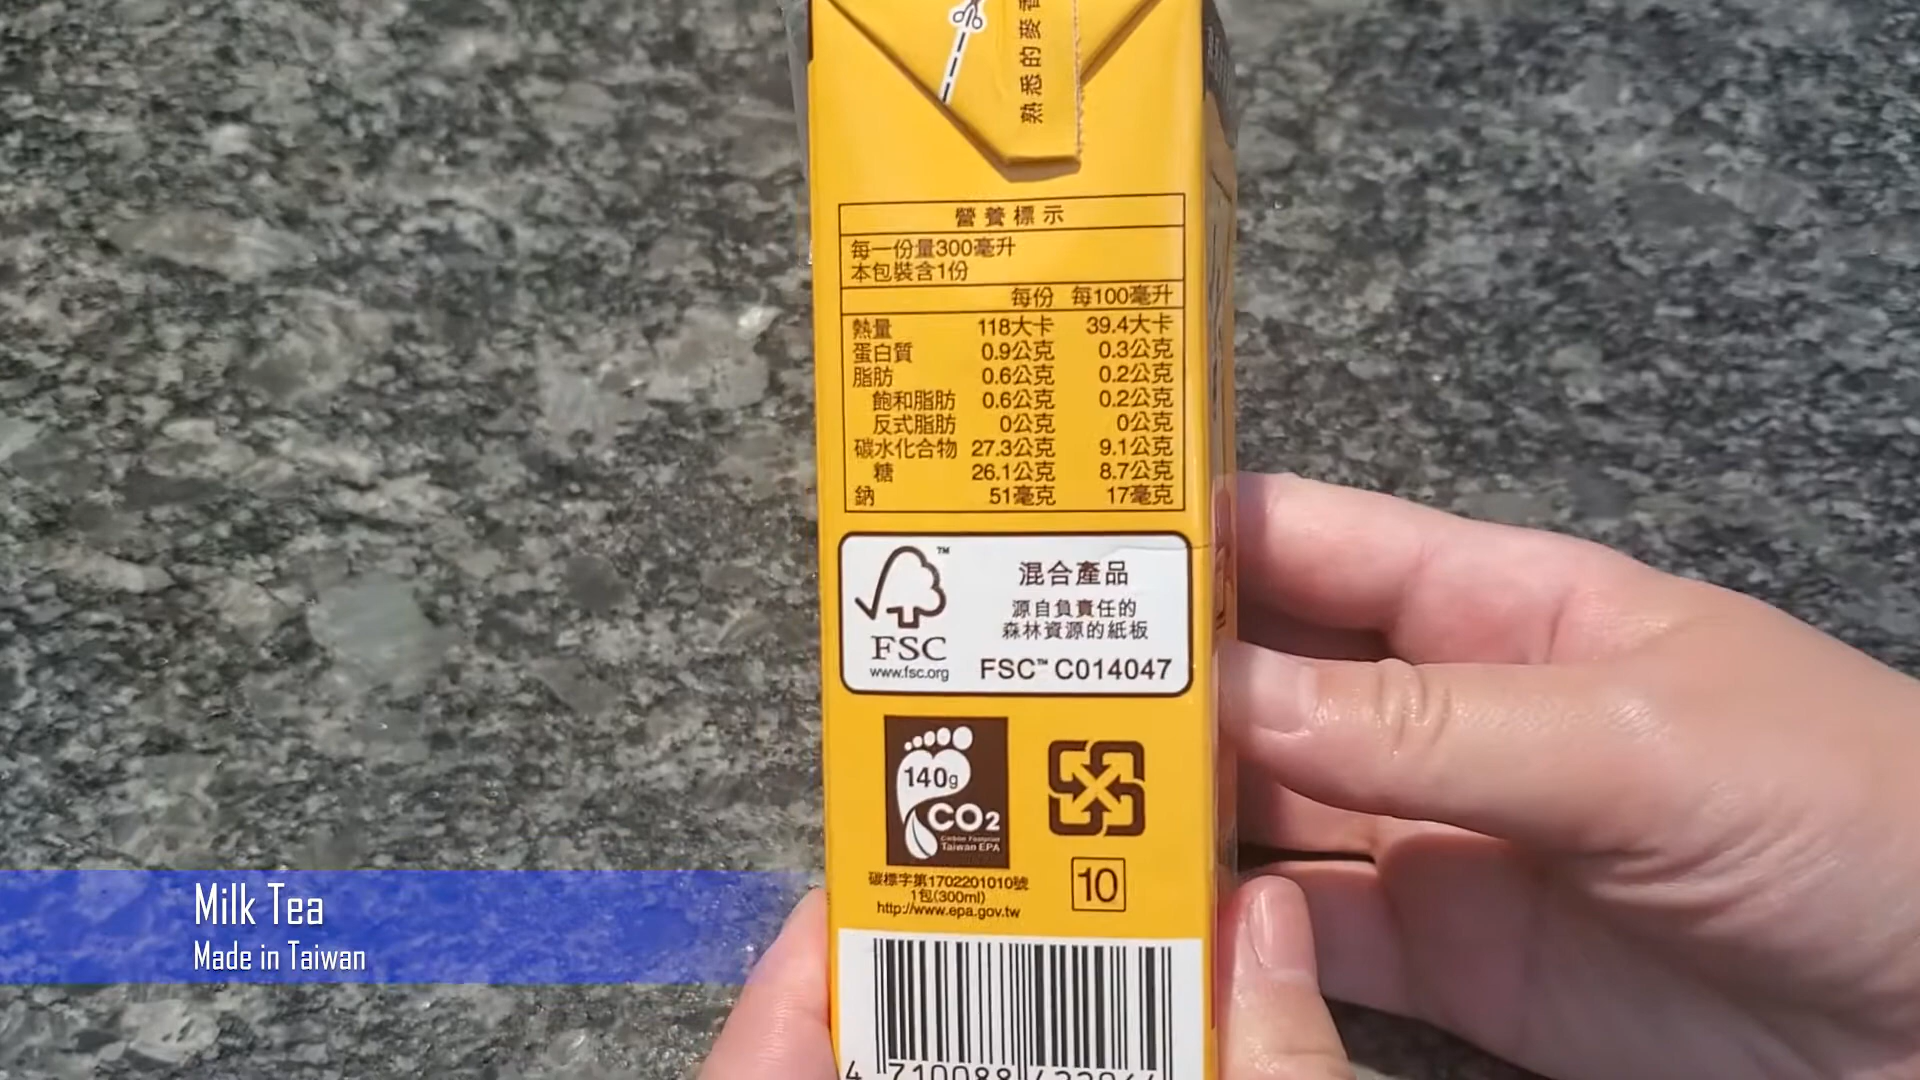 熟悉的麥香
營養標示
每一份量300毫升
本包裝含1份
每份 每100毫升
熱量 118大卡 39.4大卡
蛋白質 0.9公克 0.3公克
脂肪 0.6公克 0.2公克
飽和脂肪 0.6公克 0.2公克
反式脂肪 0公克 0公克
碳水化合物 27.3公克 9.1公克
糖 26.1公克 8.7公克
鈉 51毫克 17毫克
TM
FSC
www.fsc.org
混合產品
源自負責任的
森林資源的紙板
FSC™ C014047
140g
CO2
Carbon Footprint
Taiwan EPA
碳標字第1702201010號
1包(300ml)
http://www.epa.gov.tw
10
Milk Tea
Made in Taiwan
4 710088